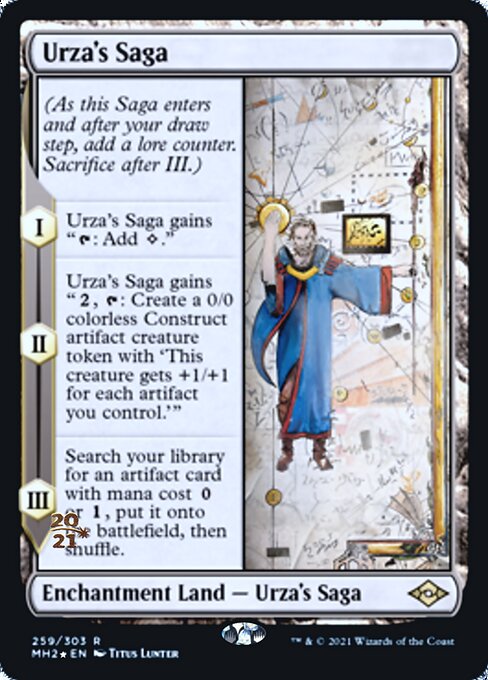 Urza's Saga
(As this Saga enters
and after your draw
step, add a lore counter.
Sacrifice after III.)
I
Urza's Saga gains
“T: Add ◇.”
II
Urza's Saga gains
“2, T: Create a 0/0
colorless Construct
artifact creature
token with ‘This
creature gets +1/+1
for each artifact
you control.’”
III
Search your library
for an artifact card
with mana cost 0
or 1, put it onto
battlefield, then
shuffle.
20
21*
Enchantment Land — Urza's Saga
259/303 R
MH2★EN Titus Lunter
™ & © 2021 Wizards of the Coast